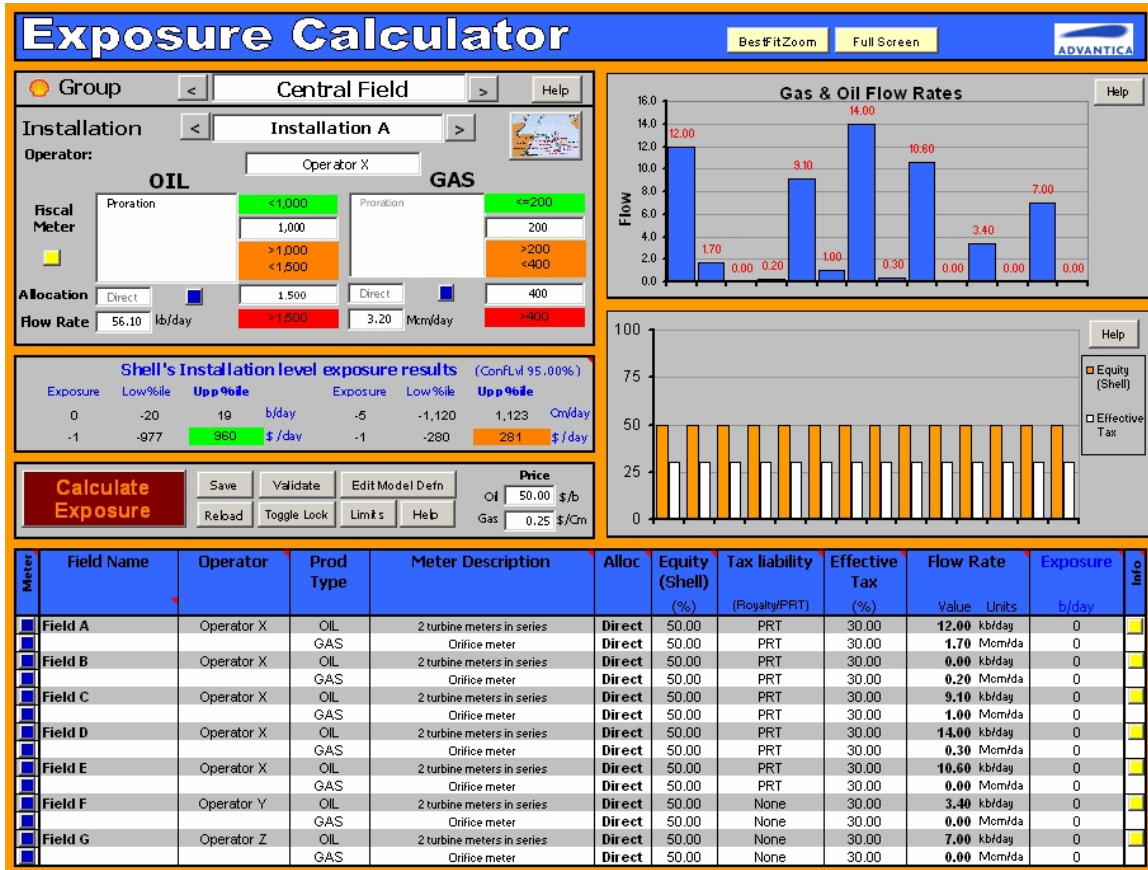 Exposure Calculator
BestFitZoom
Full Screen
ADVANTICA
Group
<
Central Field
>
Help
Installation
<
Installation A
>
Operator:
Operator X
OIL
GAS
Fiscal Meter
Proration
<1,000
1,000
>1,000
<1,500
1,500
>1,500
Proration
<=200
200
>200
<400
400
>400
Allocation
Direct
Direct
Flow Rate
56.10 kb/day
3.20 Mcm/day
Shell's Installation level exposure results (ConfLvl 95.00%)
Exposure Low%ile Upp%ile Exposure Low%ile Upp%ile
0 -20 19 b/day -5 -1,120 1,123 Cm/day
-1 -977 960 $/day -1 -280 281 $/day
Calculate Exposure
Save
Validate
Edit Model Defn
Reload
Toggle Lock
Limits
Help
Price
Oil 50.00 $/b
Gas 0.25 $/Cm
Gas & Oil Flow Rates
Help
Flow
16.0
14.0
12.0
10.0
8.0
6.0
4.0
2.0
0.0
12.00
1.70
0.00
0.20
9.10
1.00
14.00
0.30
10.60
0.00
3.40
0.00
7.00
0.00
100
75
50
25
0
Help
Equity (Shell)
Effective Tax
Meter Field Name Operator Prod Type Meter Description Alloc Equity (Shell) Tax liability Effective Tax Flow Rate Exposure Info
(%) (Royalty/PRT) (%) Value Units b/day
Field A Operator X OIL 2 turbine meters in series Direct 50.00 PRT 30.00 12.00 kb/day 0
GAS Orifice meter Direct 50.00 PRT 30.00 1.70 Mcm/da 0
Field B Operator X OIL 2 turbine meters in series Direct 50.00 PRT 30.00 0.00 kb/day 0
GAS Orifice meter Direct 50.00 PRT 30.00 0.20 Mcm/da 0
Field C Operator X OIL 2 turbine meters in series Direct 50.00 PRT 30.00 9.10 kb/day 0
GAS Orifice meter Direct 50.00 PRT 30.00 1.00 Mcm/da 0
Field D Operator X OIL 2 turbine meters in series Direct 50.00 PRT 30.00 14.00 kb/day 0
GAS Orifice meter Direct 50.00 PRT 30.00 0.30 Mcm/da 0
Field E Operator X OIL 2 turbine meters in series Direct 50.00 PRT 30.00 10.60 kb/day 0
GAS Orifice meter Direct 50.00 PRT 30.00 0.00 Mcm/da 0
Field F Operator Y OIL 2 turbine meters in series Direct 50.00 None 30.00 3.40 kb/day 0
GAS Orifice meter Direct 50.00 None 30.00 0.00 Mcm/da 0
Field G Operator Z OIL 2 turbine meters in series Direct 50.00 None 30.00 7.00 kb/day 0
GAS Orifice meter Direct 50.00 None 30.00 0.00 Mcm/da 0